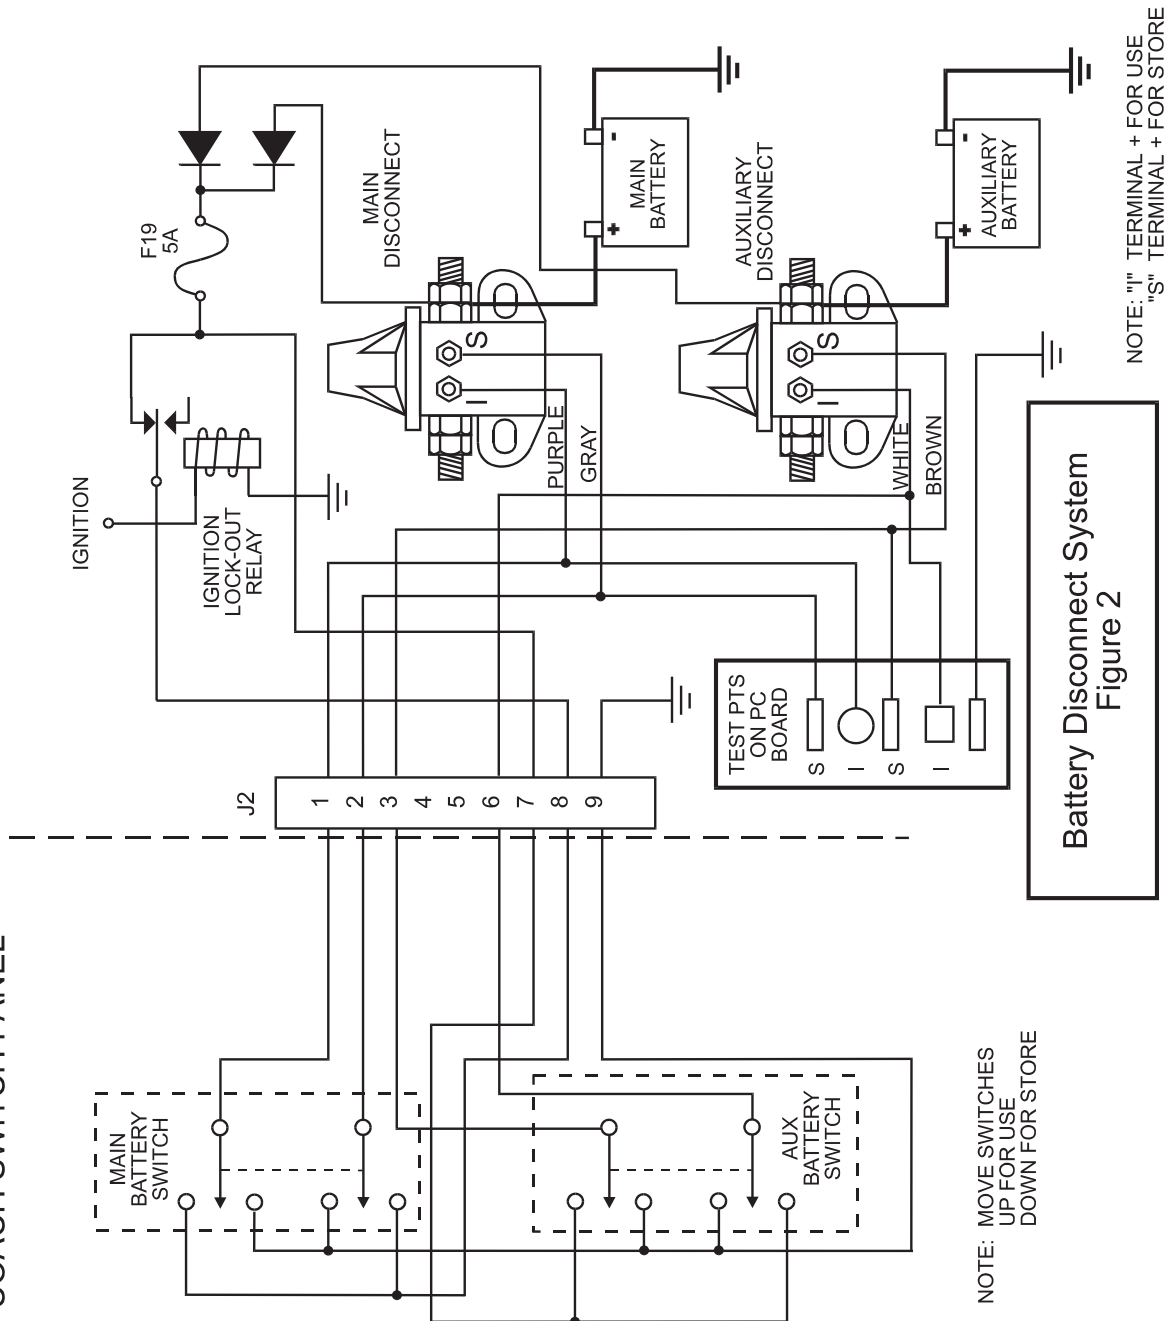 COACH SWITCH PANEL
MAIN
BATTERY
SWITCH
AUX
BATTERY
SWITCH
NOTE: MOVE SWITCHES
UP FOR USE
DOWN FOR STORE
J2
1
2
3
4
5
6
7
8
9
IGNITION
IGNITION
LOCK-OUT
RELAY
F19
5A
MAIN
DISCONNECT
I
S
PURPLE
GRAY
MAIN
BATTERY
+
-
AUXILIARY
DISCONNECT
I
S
WHITE
BROWN
AUXILIARY
BATTERY
+
-
TEST PTS
ON PC
BOARD
S
I
S
I
Battery Disconnect System
Figure 2
NOTE: "I" TERMINAL + FOR USE
"S" TERMINAL + FOR STORE